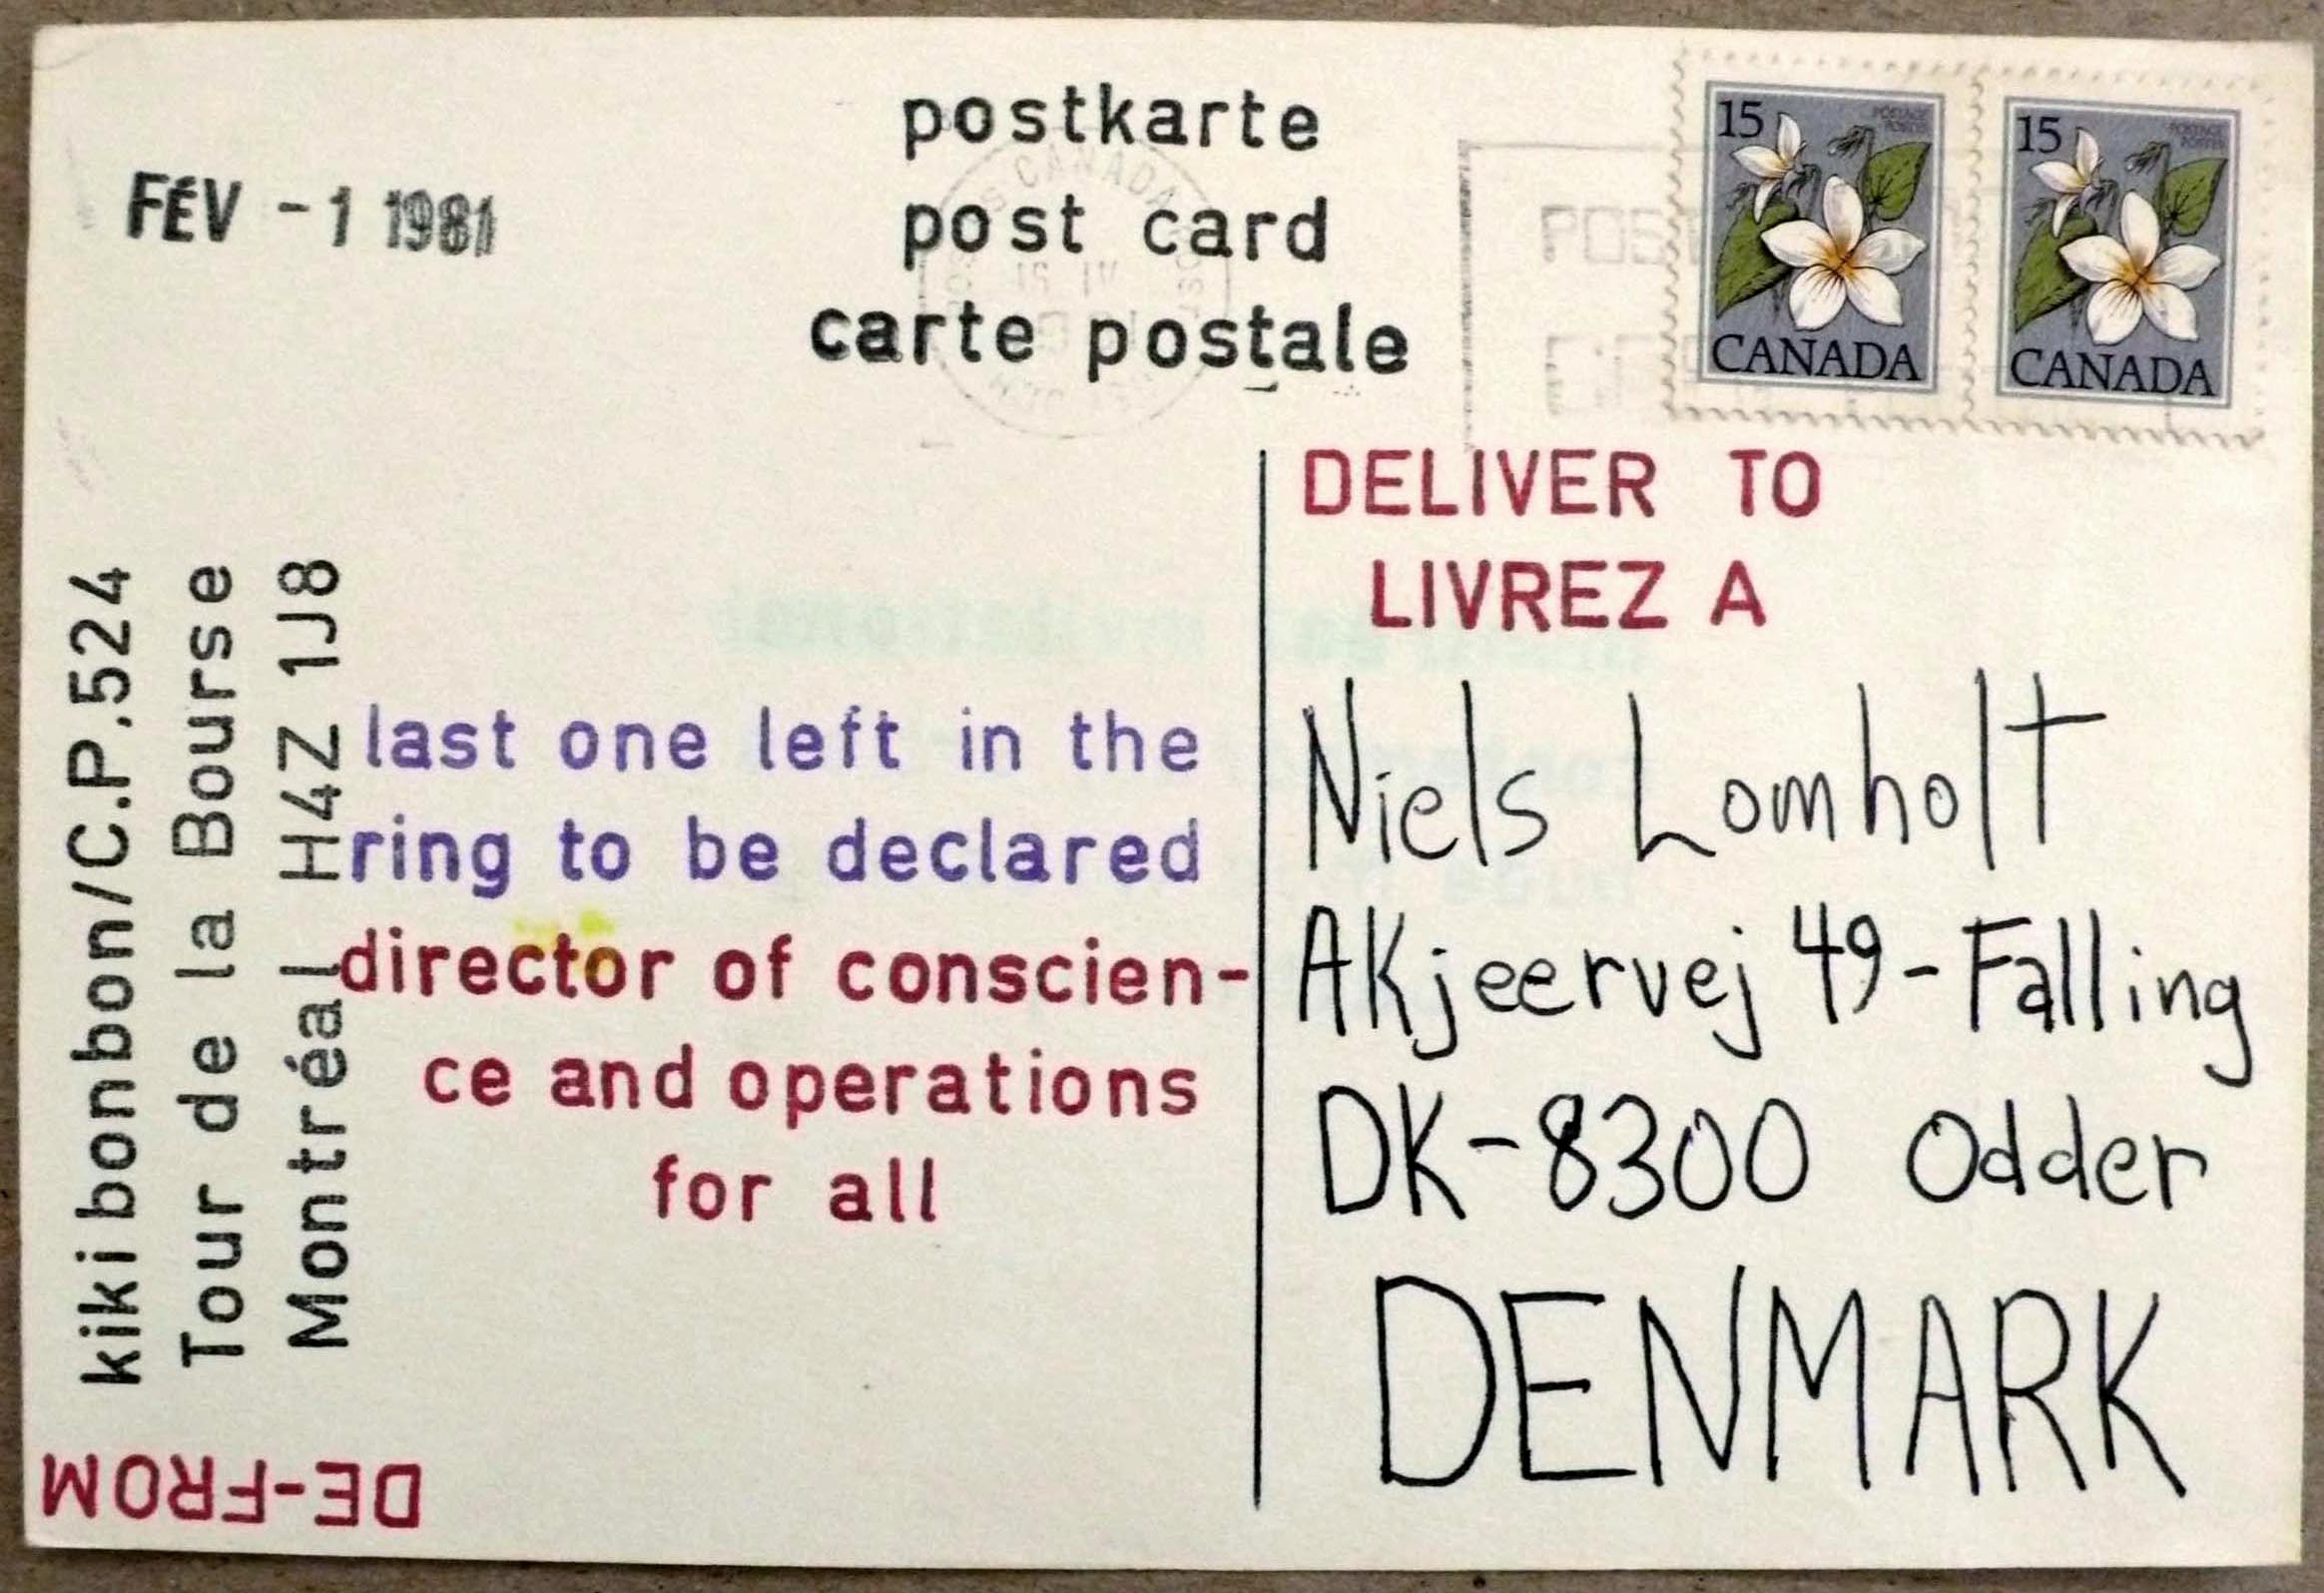 postkarte
post card
carte postale
FÉV -1 1981
15
CANADA
15
CANADA
CANADA
DELIVER TO
LIVREZ A
Niels Lomholt
AKjeervej 49-Falling
DK-8300 Odder
DENMARK
last one left in the
ring to be declared
director of conscien-
ce and operations
for all
kiki bonbon/C.P.524
Tour de la Bourse
Montréal H4Z 1J8
DE-FROM